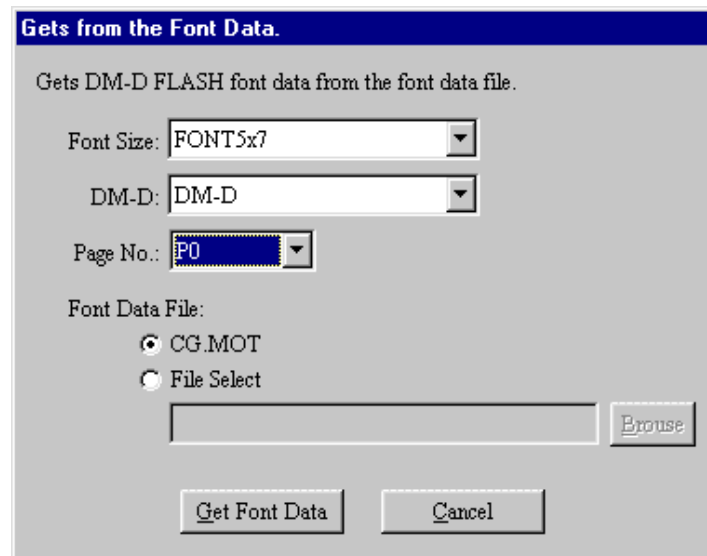 Gets from the Font Data.
Gets DM-D FLASH font data from the font data file.
Font Size: FONT5x7
DM-D: DM-D
Page No.: P0
Font Data File:
CG.MOT
File Select
Brouse
Get Font Data Cancel